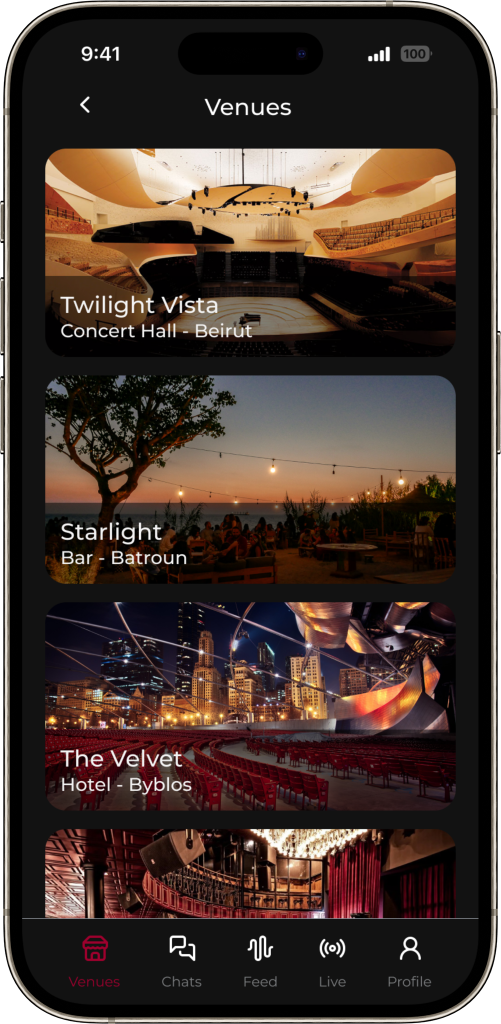 9:41
100
Venues
Twilight Vista
Concert Hall - Beirut
Starlight
Bar - Batroun
The Velvet
Hotel - Byblos
Venues
Chats
Feed
Live
Profile